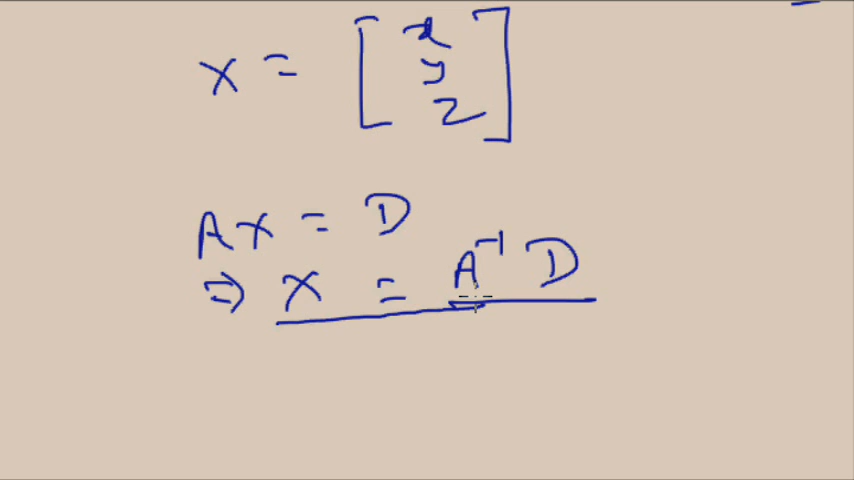 X = [ x
y
z ]
AX = D
⇒ X = A⁻¹ D